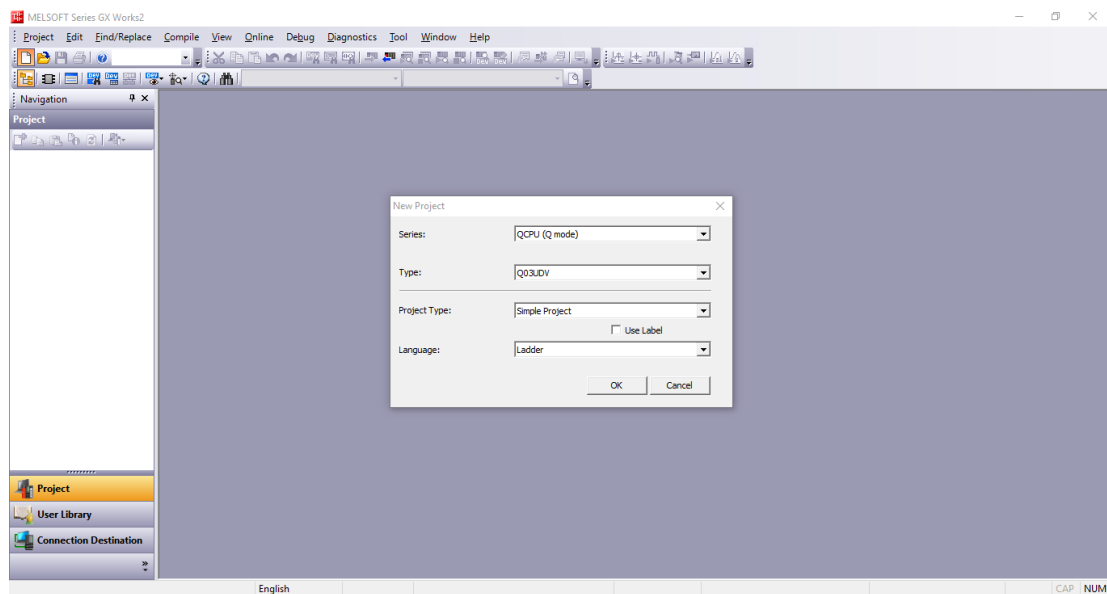 MELSOFT Series GX Works2
Project Edit Find/Replace Compile View Online Debug Diagnostics Tool Window Help
Navigation
Project
New Project
Series: QCPU (Q mode)
Type: Q03UDV
Project Type: Simple Project
Use Label
Language: Ladder
OK Cancel
Project
User Library
Connection Destination
English CAP NUM